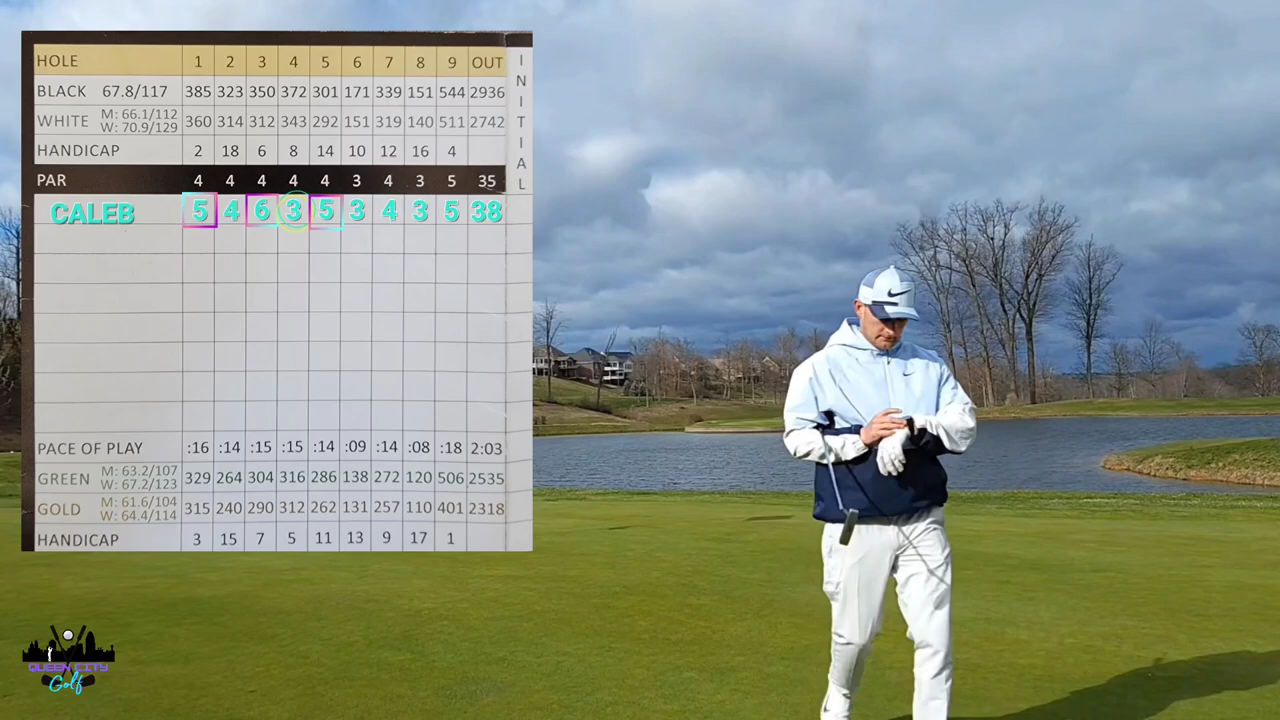 HOLE 1 2 3 4 5 6 7 8 9 OUT INITIAL
BLACK 67.8/117 385 323 350 372 301 171 339 151 544 2936
WHITE M: 66.1/112 W: 70.9/129 360 314 312 343 292 151 319 140 511 2742
HANDICAP 2 18 6 8 14 10 12 16 4
PAR 4 4 4 4 4 3 4 3 5 35
CALEB 5 4 6 3 5 3 4 3 5 38
PACE OF PLAY :16 :14 :15 :15 :14 :09 :14 :08 :18 2:03
GREEN M: 63.2/107 W: 67.2/123 329 264 304 316 286 138 272 120 506 2535
GOLD M: 61.6/104 W: 64.4/114 315 240 290 312 262 131 257 110 401 2318
HANDICAP 3 15 7 5 11 13 9 17 1
QUEEN CITY
Golf